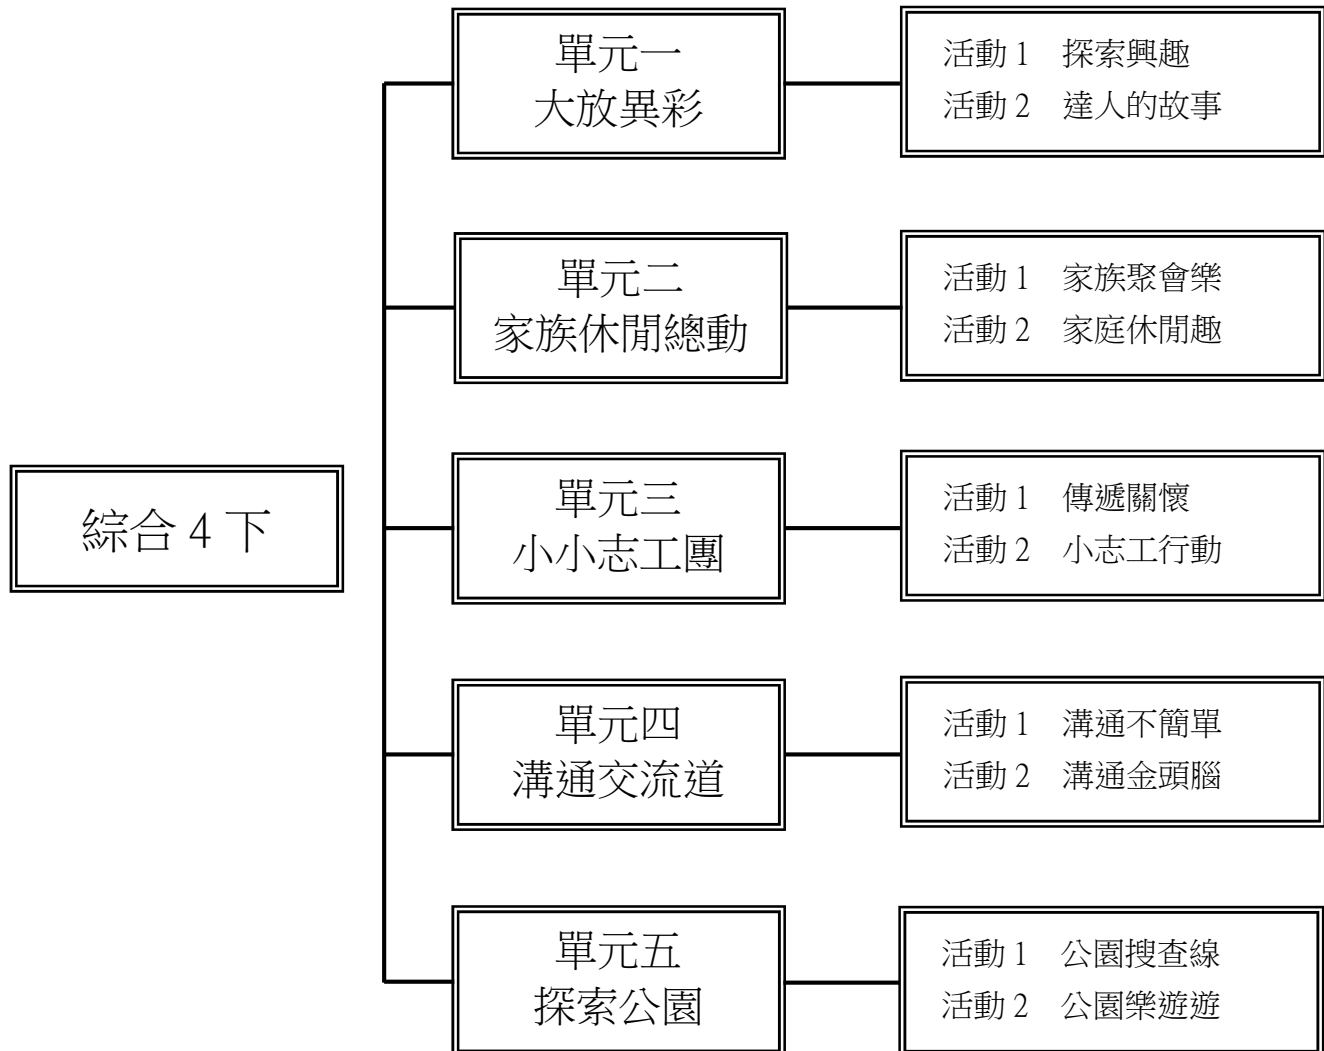 綜合 4 下
單元一
大放異彩
活動 1　探索興趣
活動 2　達人的故事
單元二
家族休閒總動
活動 1　家族聚會樂
活動 2　家庭休閒趣
單元三
小小志工團
活動 1　傳遞關懷
活動 2　小志工行動
單元四
溝通交流道
活動 1　溝通不簡單
活動 2　溝通金頭腦
單元五
探索公園
活動 1　公園搜查線
活動 2　公園樂遊遊